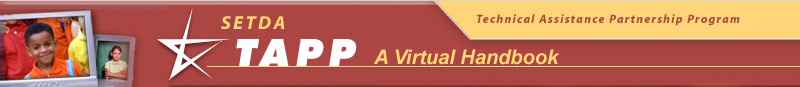 SETDA
TAPP A Virtual Handbook
Technical Assistance Partnership Program